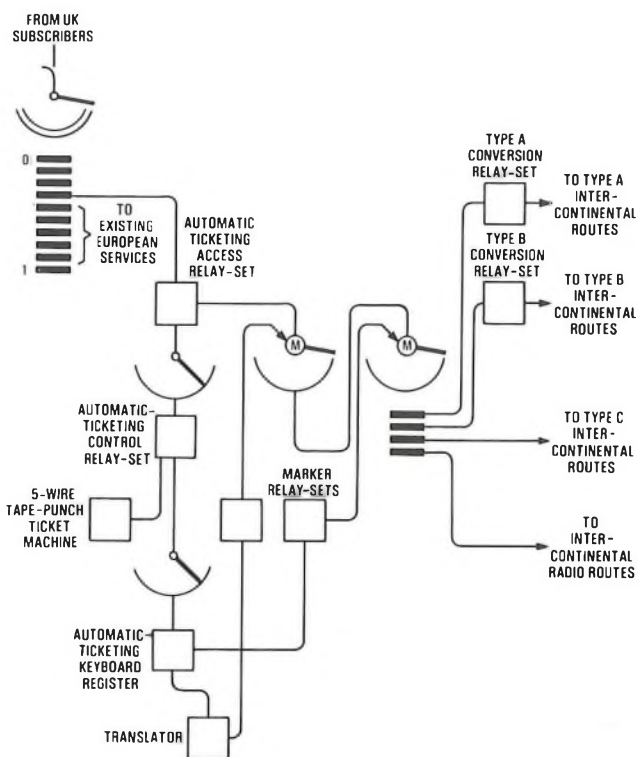 FROM UK
SUBSCRIBERS
0
1
TO
EXISTING
EUROPEAN
SERVICES
AUTOMATIC
TICKETING
ACCESS
RELAY-SET
M
M
TYPE A
CONVERSION
RELAY-SET
TO TYPE A
INTER-
CONTINENTAL
ROUTES
TYPE B
CONVERSION
RELAY-SET
TO TYPE B
INTER-
CONTINENTAL
ROUTES
TO TYPE C
INTER-
CONTINENTAL
ROUTES
TO
INTER-
CONTINENTAL
RADIO ROUTES
AUTOMATIC-
TICKETING
CONTROL
RELAY-SET
5-WIRE
TAPE-PUNCH
TICKET
MACHINE
MARKER
RELAY-SETS
AUTOMATIC-
TICKETING
KEYBOARD
REGISTER
TRANSLATOR